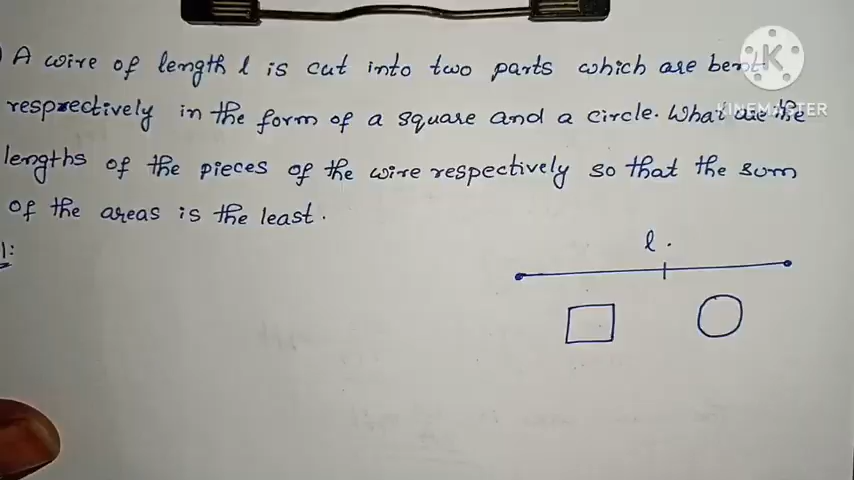 ) A wire of length l is cut into two parts which are bent
respectively in the form of a square and a circle. What are the
lengths of the pieces of the wire respectively so that the sum
of the areas is the least.
1:
l.
K
KINEMASTER